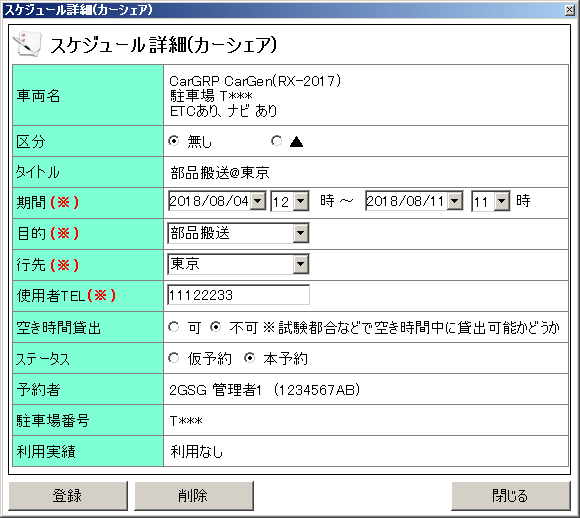 スケジュール詳細(カーシェア)
スケジュール詳細(カーシェア)
車両名
CarGRP CarGen(RX-2017)
駐車場 T***
ETCあり、ナビ あり
区分 無し ▲
タイトル 部品搬送@東京
期間(※) 2018/08/04 12 時 ～ 2018/08/11 11 時
目的(※) 部品搬送
行先(※) 東京
使用者TEL(※) 11122233
空き時間貸出 可 不可 ※試験都合などで空き時間中に貸出可能かどうか
ステータス 仮予約 本予約
予約者 2GSG 管理者1 (1234567AB)
駐車場番号 T***
利用実績 利用なし
登録 削除 閉じる